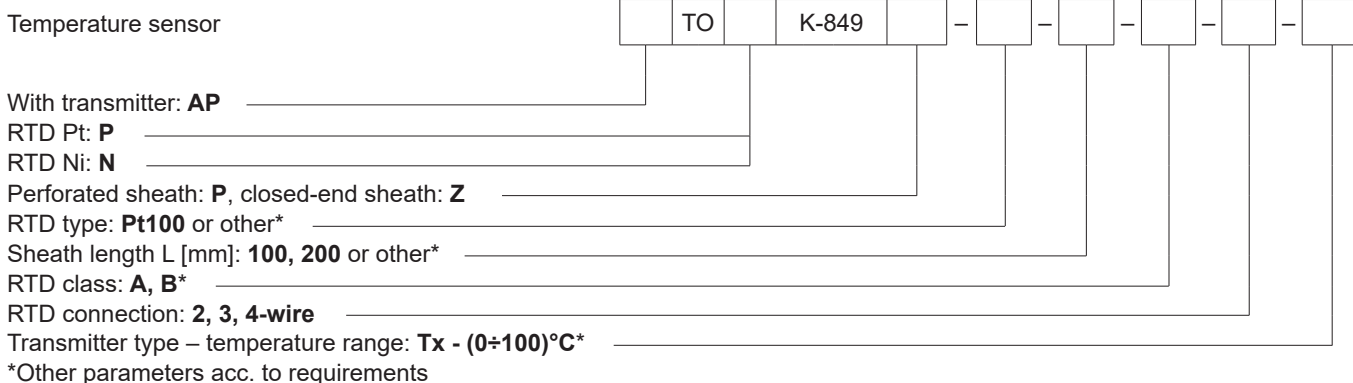 Temperature sensor TO K-849 – – – – –
With transmitter: AP
RTD Pt: P
RTD Ni: N
Perforated sheath: P, closed-end sheath: Z
RTD type: Pt100 or other*
Sheath length L [mm]: 100, 200 or other*
RTD class: A, B*
RTD connection: 2, 3, 4-wire
Transmitter type – temperature range: Tx - (0÷100)°C*
*Other parameters acc. to requirements